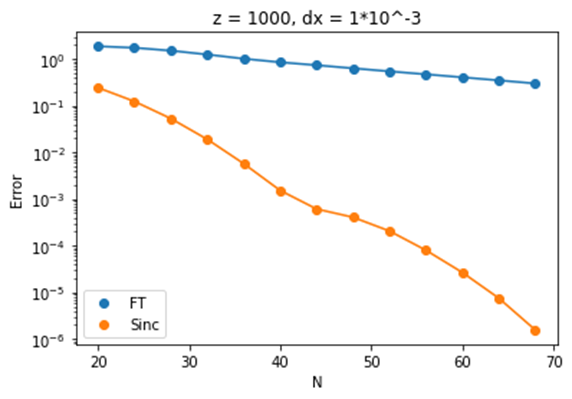 z = 1000, dx = 1*10^-3
Error
10^0
10^-1
10^-2
10^-3
10^-4
10^-5
10^-6
FT
Sinc
20 30 40 50 60 70
N